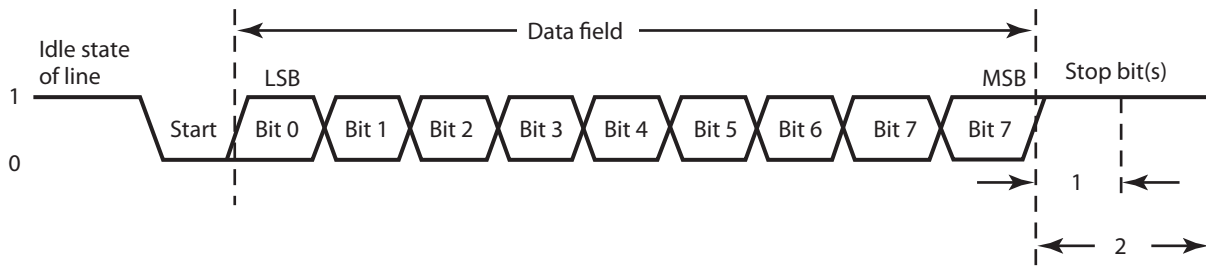 Data field
Idle state
of line
LSB
MSB
Stop bit(s)
1
Start
Bit 0
Bit 1
Bit 2
Bit 3
Bit 4
Bit 5
Bit 6
Bit 7
Bit 7
0
1
2